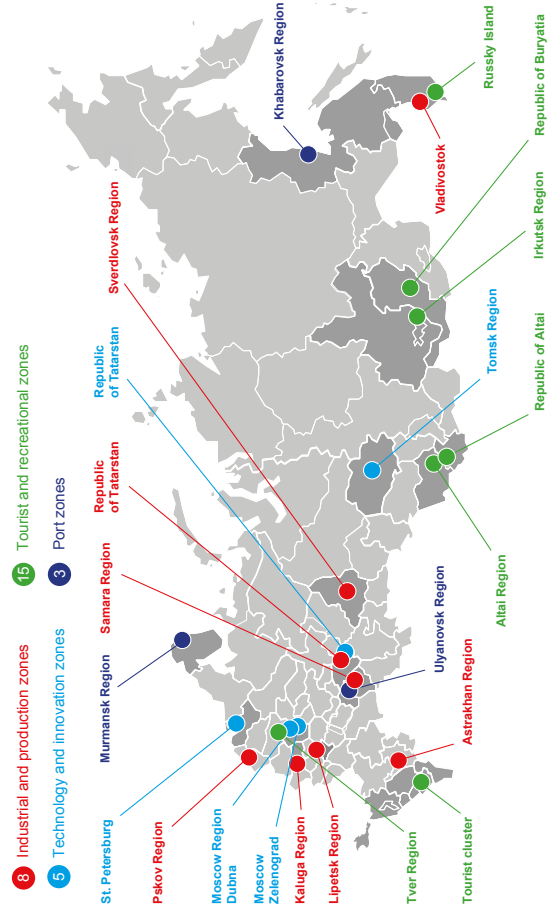 8 Industrial and production zones
15 Tourist and recreational zones
5 Technology and innovation zones
3 Port zones
St. Petersburg
Pskov Region
Moscow Region
Dubna
Moscow
Zelenograd
Kaluga Region
Lipetsk Region
Tver Region
Tourist cluster
Murmansk Region
Samara Region
Republic
of Tatarstan
Republic
of Tatarstan
Sverdlovsk Region
Khabarovsk Region
Astrakhan Region
Ulyanovsk Region
Altai Region
Republic of Altai
Tomsk Region
Irkutsk Region
Republic of Buryatia
Vladivostok
Russky Island